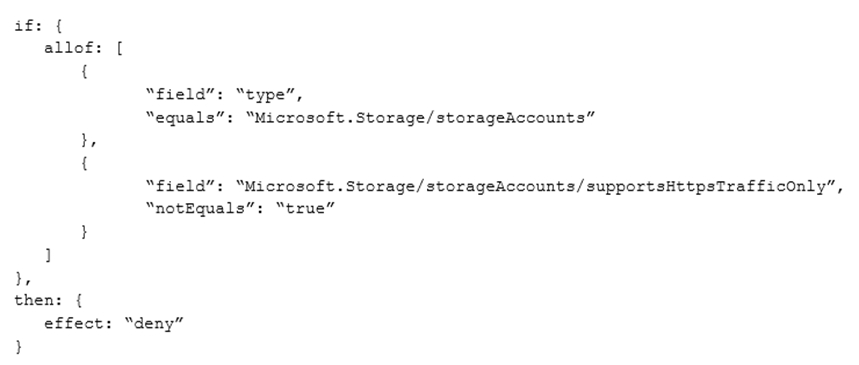 if: {
allof: [
{
“field”: “type”,
“equals”: “Microsoft.Storage/storageAccounts”
},
{
“field”: “Microsoft.Storage/storageAccounts/supportsHttpsTrafficOnly”,
“notEquals”: “true”
}
]
},
then: {
effect: “deny”
}